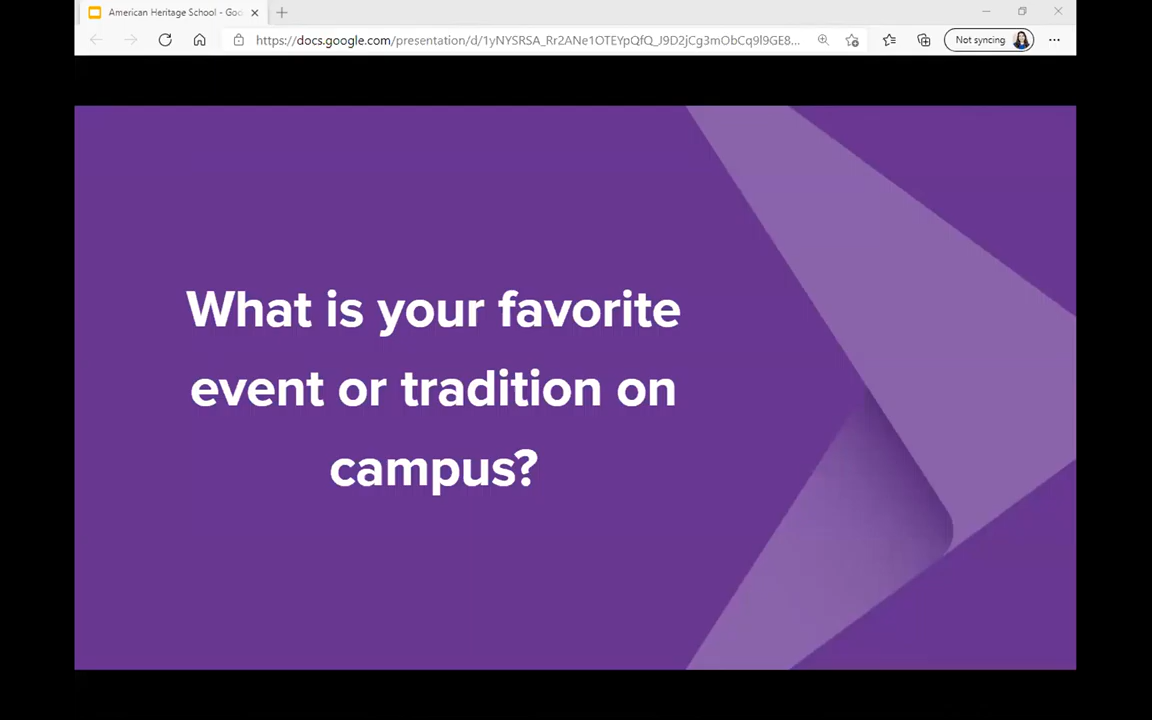 American Heritage School - Goo
https://docs.google.com/presentation/d/1yNYSRSA_Rr2ANe1OTEYpQfQ_J9D2jCg3mObCq9l9GE8...
Not syncing
What is your favorite
event or tradition on
campus?